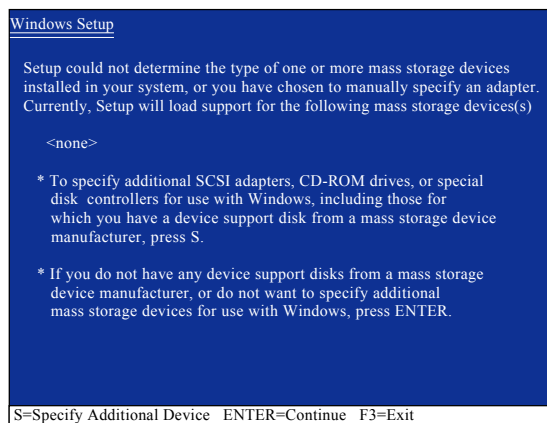 Windows Setup
Setup could not determine the type of one or more mass storage devices
installed in your system, or you have chosen to manually specify an adapter.
Currently, Setup will load support for the following mass storage devices(s)
<none>
* To specify additional SCSI adapters, CD-ROM drives, or special
disk controllers for use with Windows, including those for
which you have a device support disk from a mass storage device
manufacturer, press S.
* If you do not have any device support disks from a mass storage
device manufacturer, or do not want to specify additional
mass storage devices for use with Windows, press ENTER.
S=Specify Additional Device ENTER=Continue F3=Exit